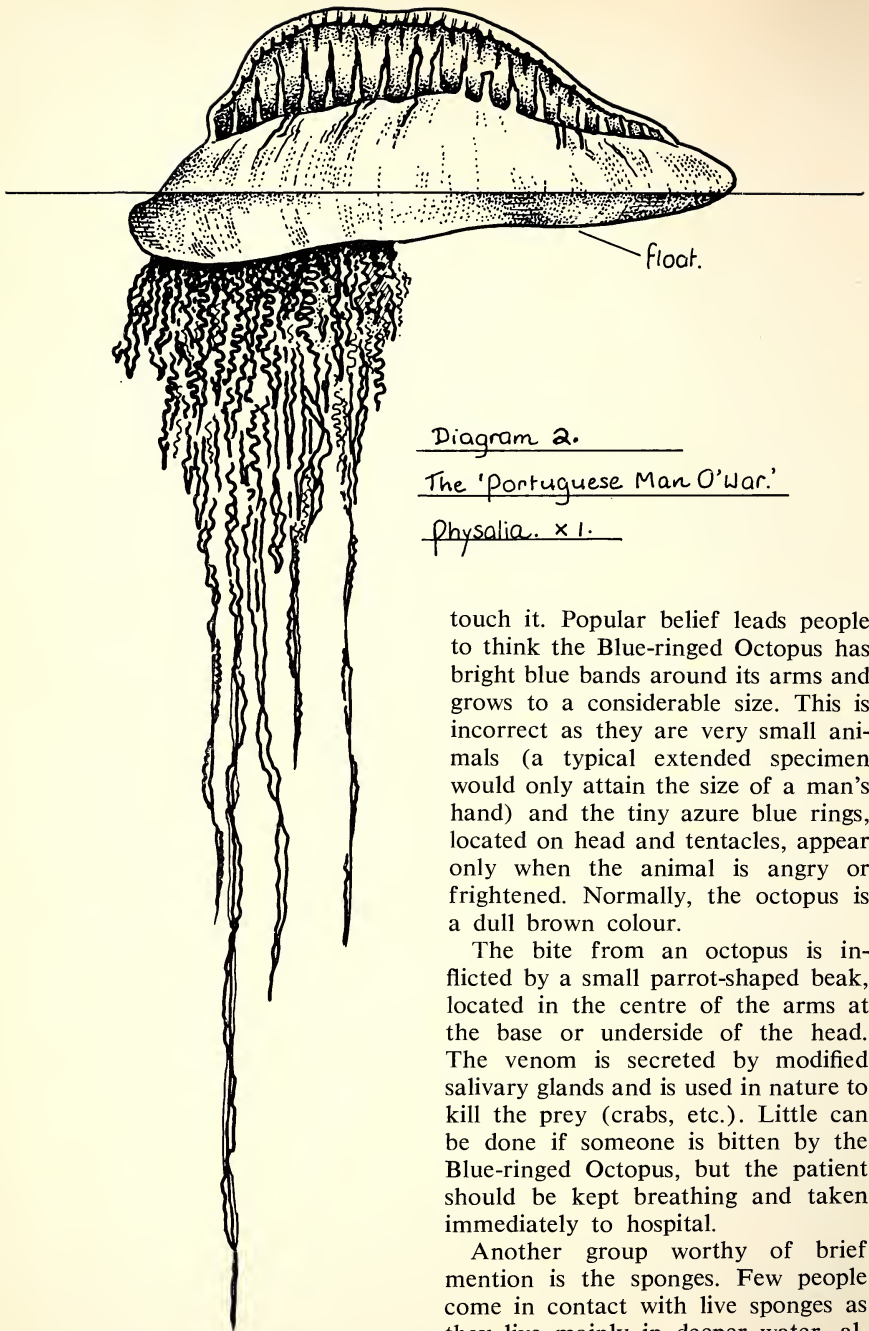 float.
Diagram 2.
The 'Portuguese Man O'War.'
Physalia. x 1.
touch it. Popular belief leads people
to think the Blue-ringed Octopus has
bright blue bands around its arms and
grows to a considerable size. This is
incorrect as they are very small ani-
mals (a typical extended specimen
would only attain the size of a man's
hand) and the tiny azure blue rings,
located on head and tentacles, appear
only when the animal is angry or
frightened. Normally, the octopus is
a dull brown colour.
The bite from an octopus is in-
flicted by a small parrot-shaped beak,
located in the centre of the arms at
the base or underside of the head.
The venom is secreted by modified
salivary glands and is used in nature to
kill the prey (crabs, etc.). Little can
be done if someone is bitten by the
Blue-ringed Octopus, but the patient
should be kept breathing and taken
immediately to hospital.
Another group worthy of brief
mention is the sponges. Few people
come in contact with live sponges as
they live mainly in deeper water, al-